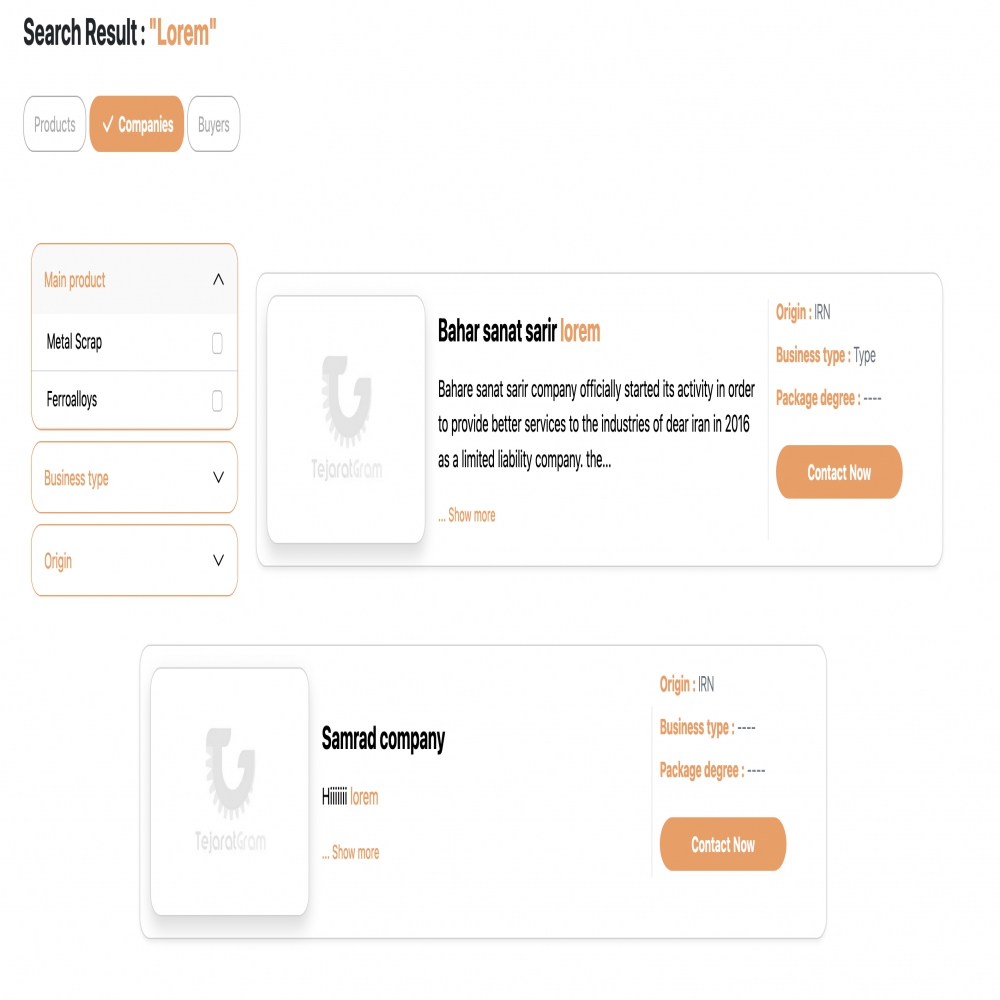 Search Result : "Lorem"
Products
Companies
Buyers
Main product
Metal Scrap
Ferroalloys
Business type
Origin
TejaratGram
Bahar sanat sarir lorem
Bahare sanat sarir company officially started its activity in order
to provide better services to the industries of dear iran in 2016
as a limited liability company. the...
... Show more
Origin : IRN
Business type : Type
Package degree : ----
Contact Now
TejaratGram
Samrad company
Hiiiiiii lorem
... Show more
Origin : IRN
Business type : ----
Package degree : ----
Contact Now